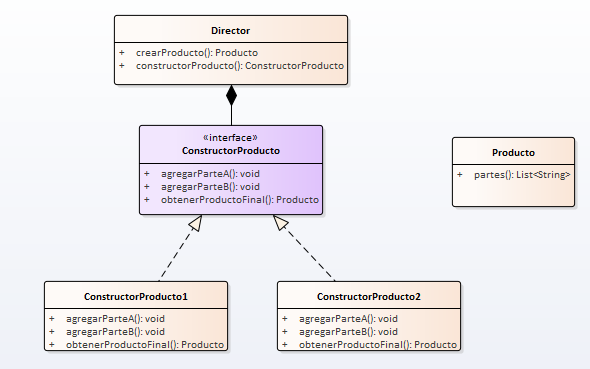 Director
+ crearProducto(): Producto
+ constructorProducto(): ConstructorProducto
«interface»
ConstructorProducto
+ agregarParteA(): void
+ agregarParteB(): void
+ obtenerProductoFinal(): Producto
Producto
+ partes(): List<String>
ConstructorProducto1
+ agregarParteA(): void
+ agregarParteB(): void
+ obtenerProductoFinal(): Producto
ConstructorProducto2
+ agregarParteA(): void
+ agregarParteB(): void
+ obtenerProductoFinal(): Producto